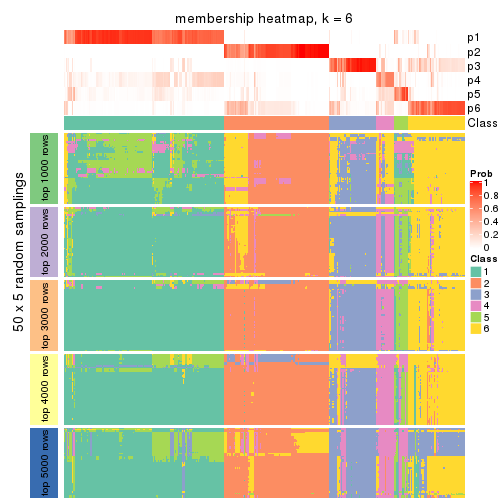 membership heatmap, k = 6
p1
p2
p3
p4
p5
p6
Class
50 x 5 random samplings
top 1000 rows
top 2000 rows
top 3000 rows
top 4000 rows
top 5000 rows
Prob
1
0.8
0.6
0.4
0.2
0
Class
1
2
3
4
5
6